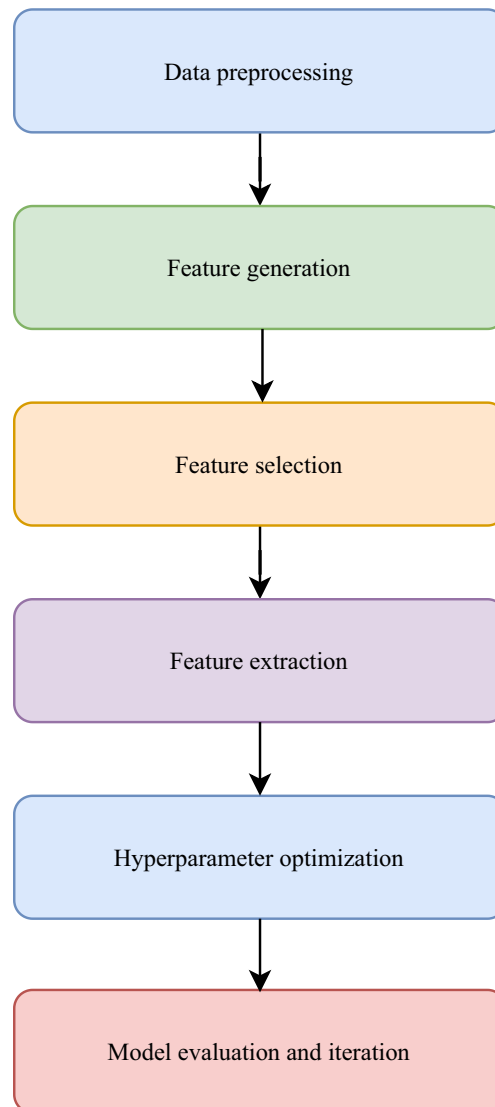 Data preprocessing
Feature generation
Feature selection
Feature extraction
Hyperparameter optimization
Model evaluation and iteration